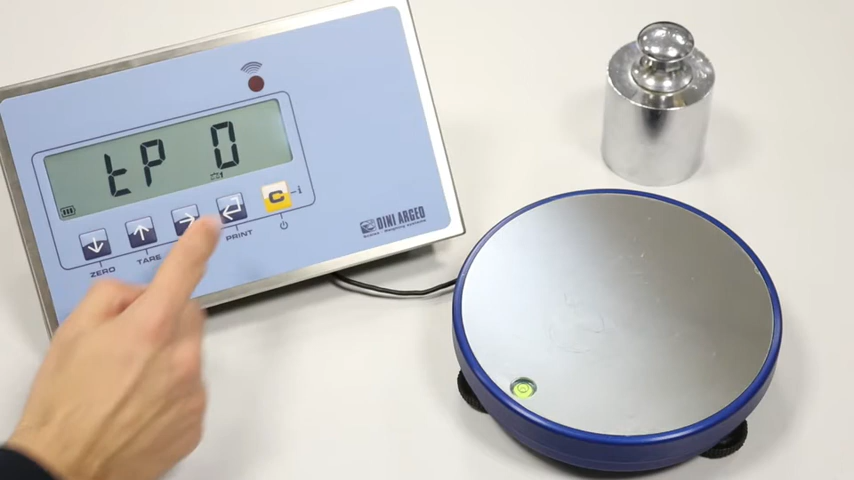 tP 0
C
i
ZERO
TARE
PRINT
DINI ARGEO